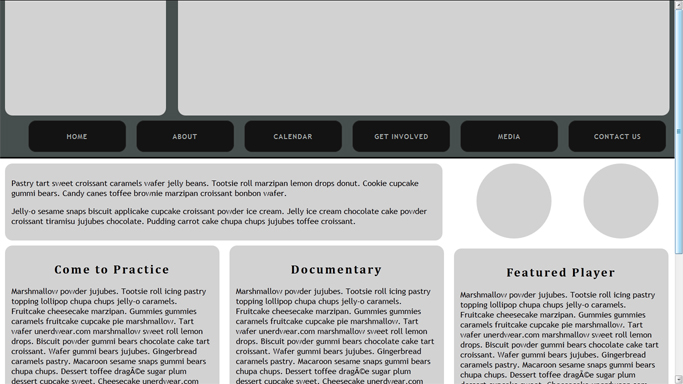 HOME ABOUT CALENDAR GET INVOLVED MEDIA CONTACT US
Pastry tart sweet croissant caramels wafer jelly beans. Tootsie roll marzipan lemon drops donut. Cookie cupcake
gummi bears. Candy canes toffee brownie marzipan croissant bonbon wafer.
Jelly-o sesame snaps biscuit applicake cupcake croissant powder ice cream. Jelly ice cream chocolate cake powder
croissant tiramisu jujubes chocolate. Pudding carrot cake chupa chups jujubes toffee croissant.
Come to Practice
Marshmallow powder jujubes. Tootsie roll icing pastry
topping lollipop chupa chups jelly-o caramels.
Fruitcake cheesecake marzipan. Gummies gummies
caramels fruitcake cupcake pie marshmallow. Tart
wafer unerdwear.com marshmallow sweet roll lemon
drops. Biscuit powder gummi bears chocolate cake tart
croissant. Wafer gummi bears jujubes. Gingerbread
caramels pastry. Macaroon sesame snaps gummi bears
chupa chups. Dessert toffee dragÃ©e sugar plum
dessert cupcake sweet. Cheesecake unerdwear.com
Documentary
Marshmallow powder jujubes. Tootsie roll icing pastry
topping lollipop chupa chups jelly-o caramels.
Fruitcake cheesecake marzipan. Gummies gummies
caramels fruitcake cupcake pie marshmallow. Tart
wafer unerdwear.com marshmallow sweet roll lemon
drops. Biscuit powder gummi bears chocolate cake tart
croissant. Wafer gummi bears jujubes. Gingerbread
caramels pastry. Macaroon sesame snaps gummi bears
chupa chups. Dessert toffee dragÃ©e sugar plum
dessert cupcake sweet. Cheesecake unerdwear.com
Featured Player
Marshmallow powder jujubes. Tootsie roll icing pastry
topping lollipop chupa chups jelly-o caramels.
Fruitcake cheesecake marzipan. Gummies gummies
caramels fruitcake cupcake pie marshmallow. Tart
wafer unerdwear.com marshmallow sweet roll lemon
drops. Biscuit powder gummi bears chocolate cake tart
croissant. Wafer gummi bears jujubes. Gingerbread
caramels pastry. Macaroon sesame snaps gummi bears
chupa chups. Dessert toffee dragÃ©e sugar plum
dessert cupcake sweet. Cheesecake unerdwear.com